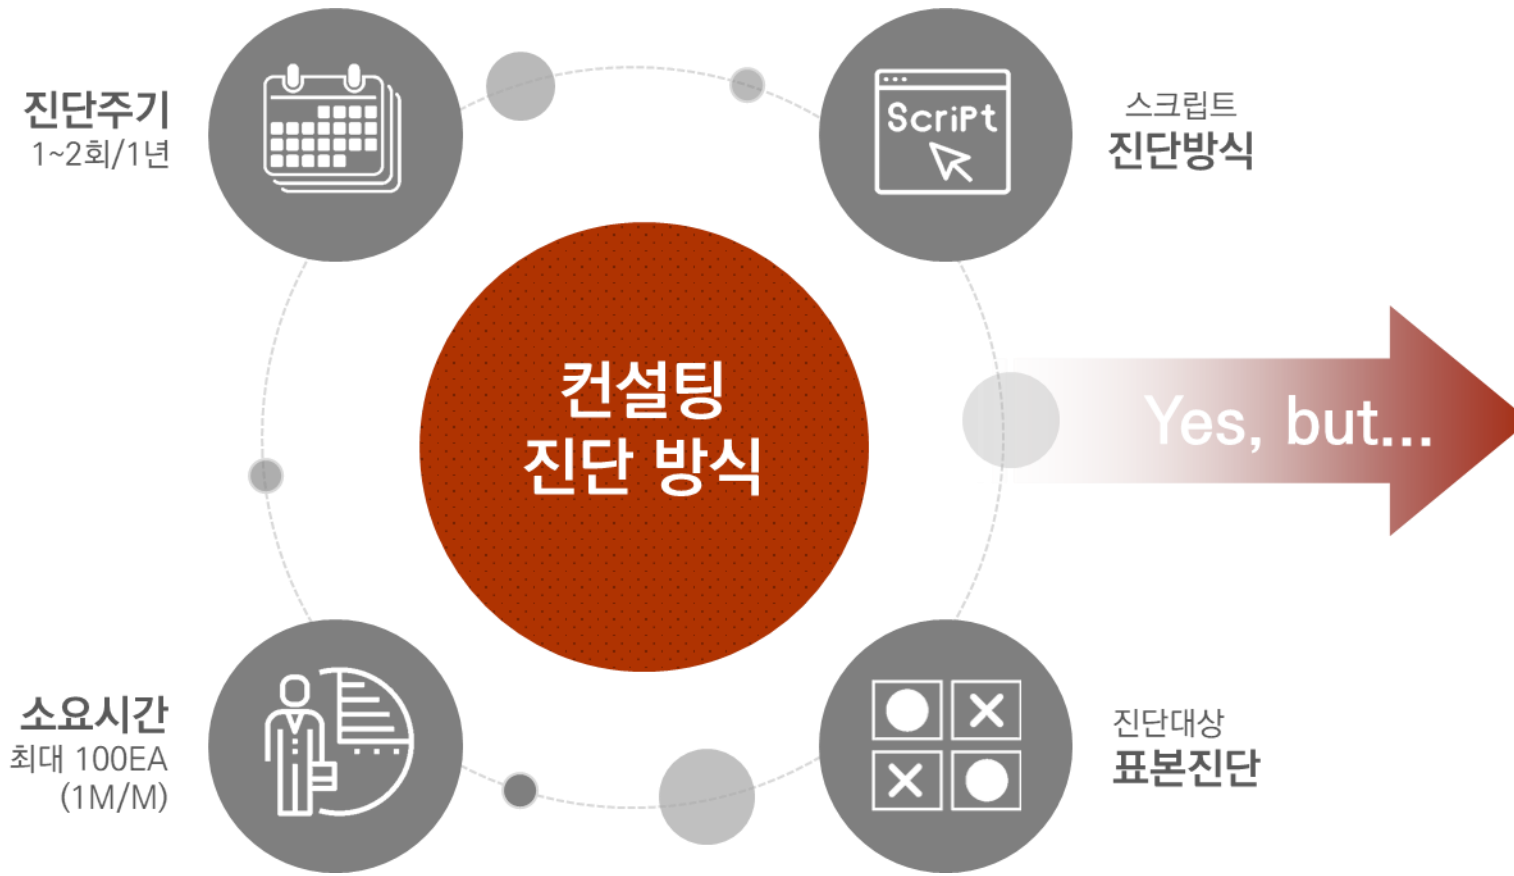 진단주기
1~2회/1년
ScriPt
스크립트
진단방식
컨설팅
진단 방식
Yes, but...
소요시간
최대 100EA
(1M/M)
진단대상
표본진단